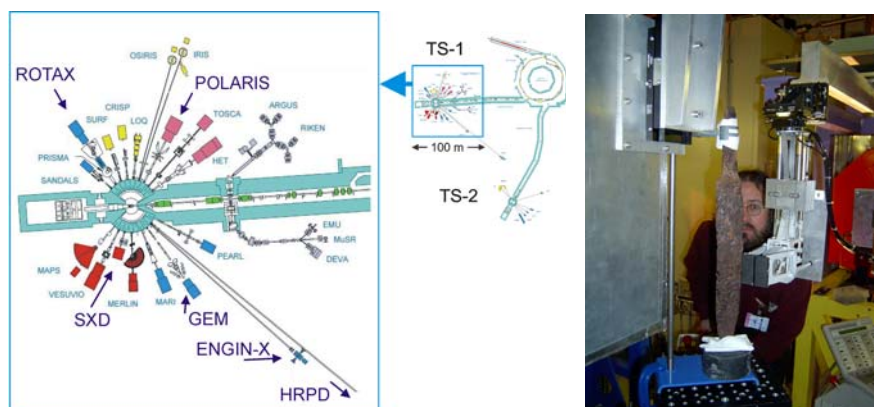 OSIRIS
IRIS
ROTAX
POLARIS
CRISP
SURF
LOQ
TOSCA
ARGUS
RIKEN
PRISMA
HET
SANDALS
PEARL
EMU
MuSR
DEVA
MAPS
VESUVIO
MERLIN
MARI
SXD
GEM
ENGIN-X
HRPD
TS-1
100 m
TS-2